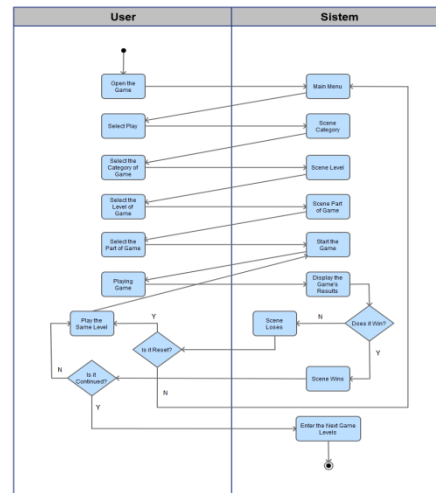 User
Sistem
Open the
Game
Main Menu
Select Play
Scene
Category
Select the
Category of
Game
Scene Level
Select the
Level of
Game
Scene Part
of Game
Select the
Part of Game
Start the
Game
Playing
Game
Display the
Game's
Results
Play the
Same Level
Y
Scene
Loses
N
Does it Win?
Is it Reset?
Y
N
Is it
Continued?
Scene Wins
N
Y
Enter the Next Game
Levels